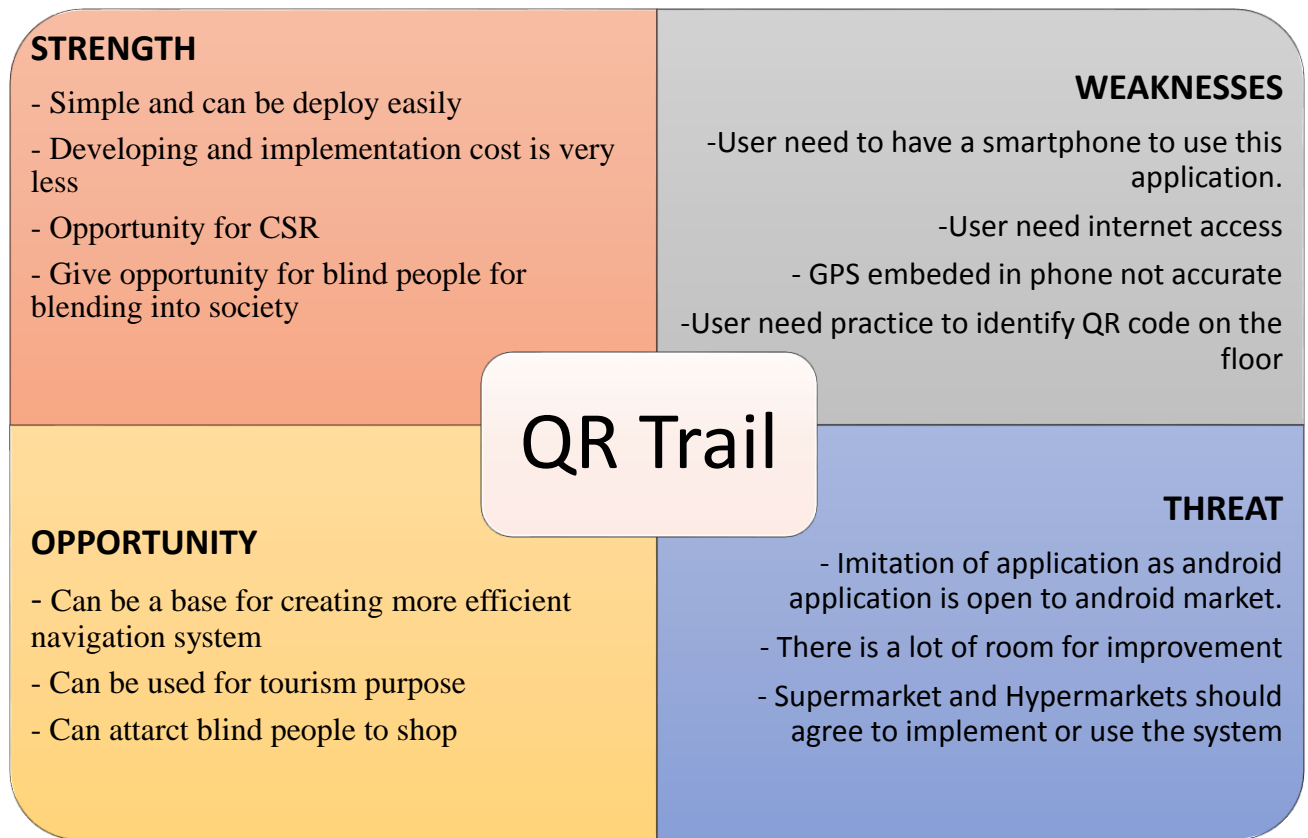 STRENGTH
- Simple and can be deploy easily
- Developing and implementation cost is very
less
- Opportunity for CSR
- Give opportunity for blind people for
blending into society
WEAKNESSES
-User need to have a smartphone to use this
application.
-User need internet access
- GPS embeded in phone not accurate
-User need practice to identify QR code on the
floor
QR Trail
OPPORTUNITY
- Can be a base for creating more efficient
navigation system
- Can be used for tourism purpose
- Can attarct blind people to shop
THREAT
- Imitation of application as android
application is open to android market.
- There is a lot of room for improvement
- Supermarket and Hypermarkets should
agree to implement or use the system